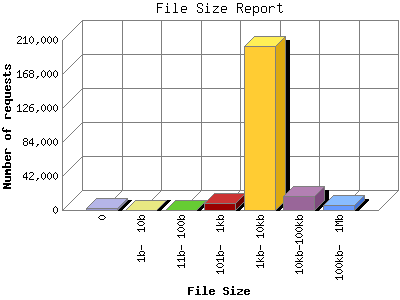 File Size Report
Number of requests
210,000
168,000
126,000
84,000
42,000
0
0
1b- 10b
11b- 100b
101b- 1kb
1kb- 10kb
10kb-100kb
100kb- 1Mb
File Size